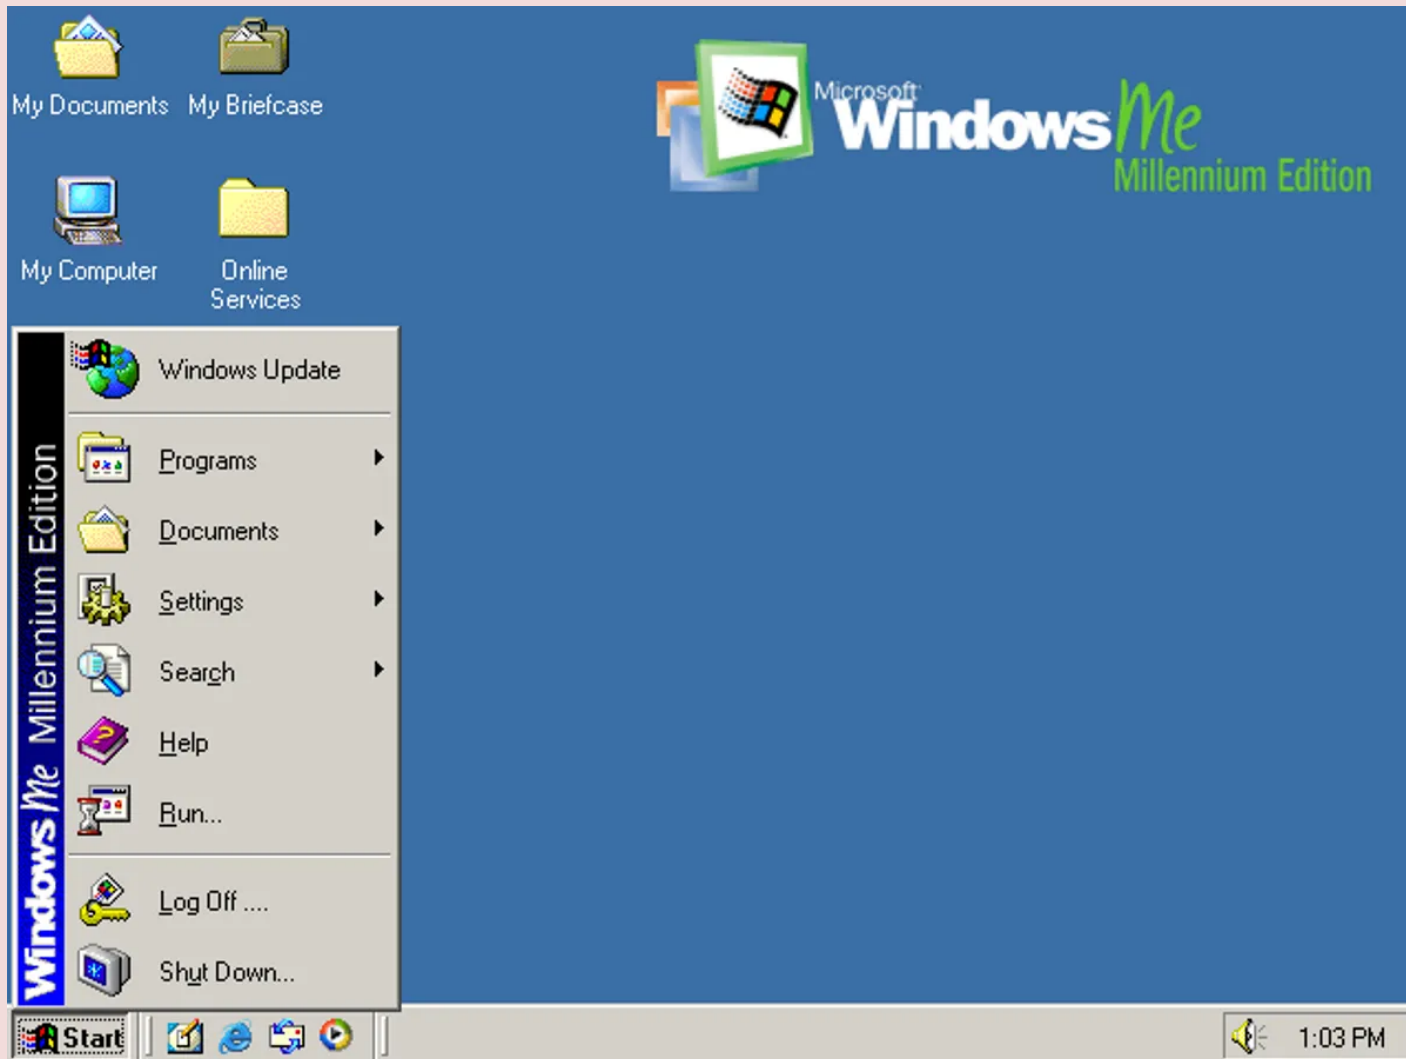 My Documents
My Briefcase
Microsoft
Windows Me
Millennium Edition
My Computer
Online
Services
Windows Update
Programs
Documents
Settings
Search
Help
Run...
Log Off ....
Shut Down...
Windows Me Millennium Edition
Start
1:03 PM